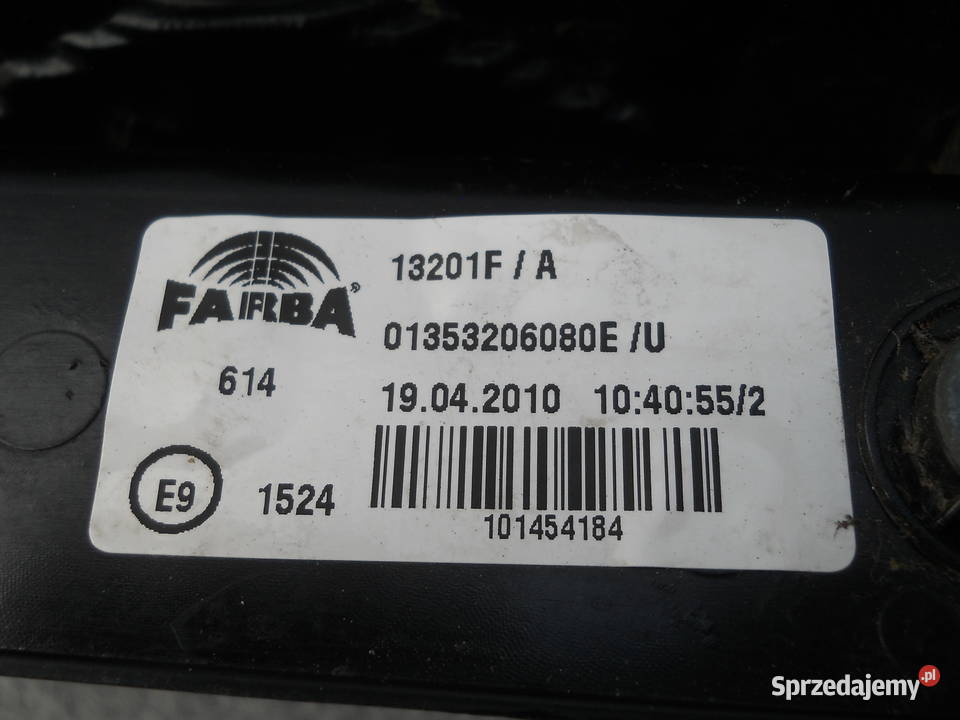 FARBA®
13201F / A
01353206080E /U
614
19.04.2010 10:40:55/2
E9
1524
101454184
Sprzedajemy.pl